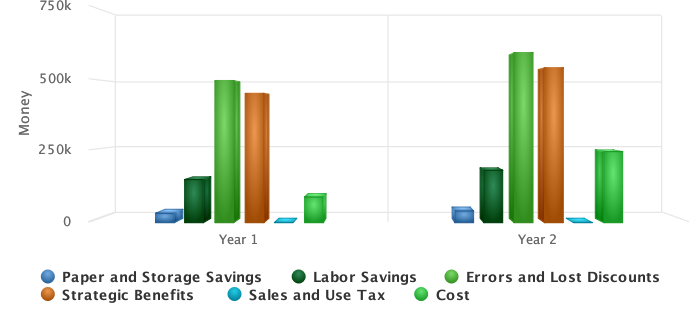 750k
500k
Money
250k
0
Year 1 Year 2
Paper and Storage Savings Labor Savings Errors and Lost Discounts
Strategic Benefits Sales and Use Tax Cost